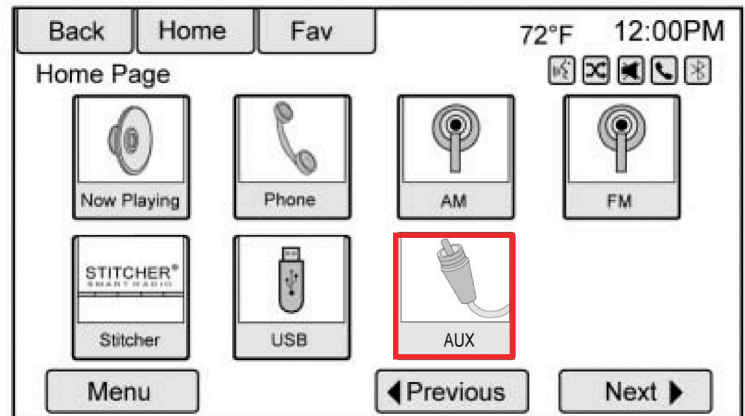 Back Home Fav 72°F 12:00PM
Home Page
Now Playing Phone AM FM
STITCHER®
SMART RADIO
Stitcher USB AUX
Menu Previous Next